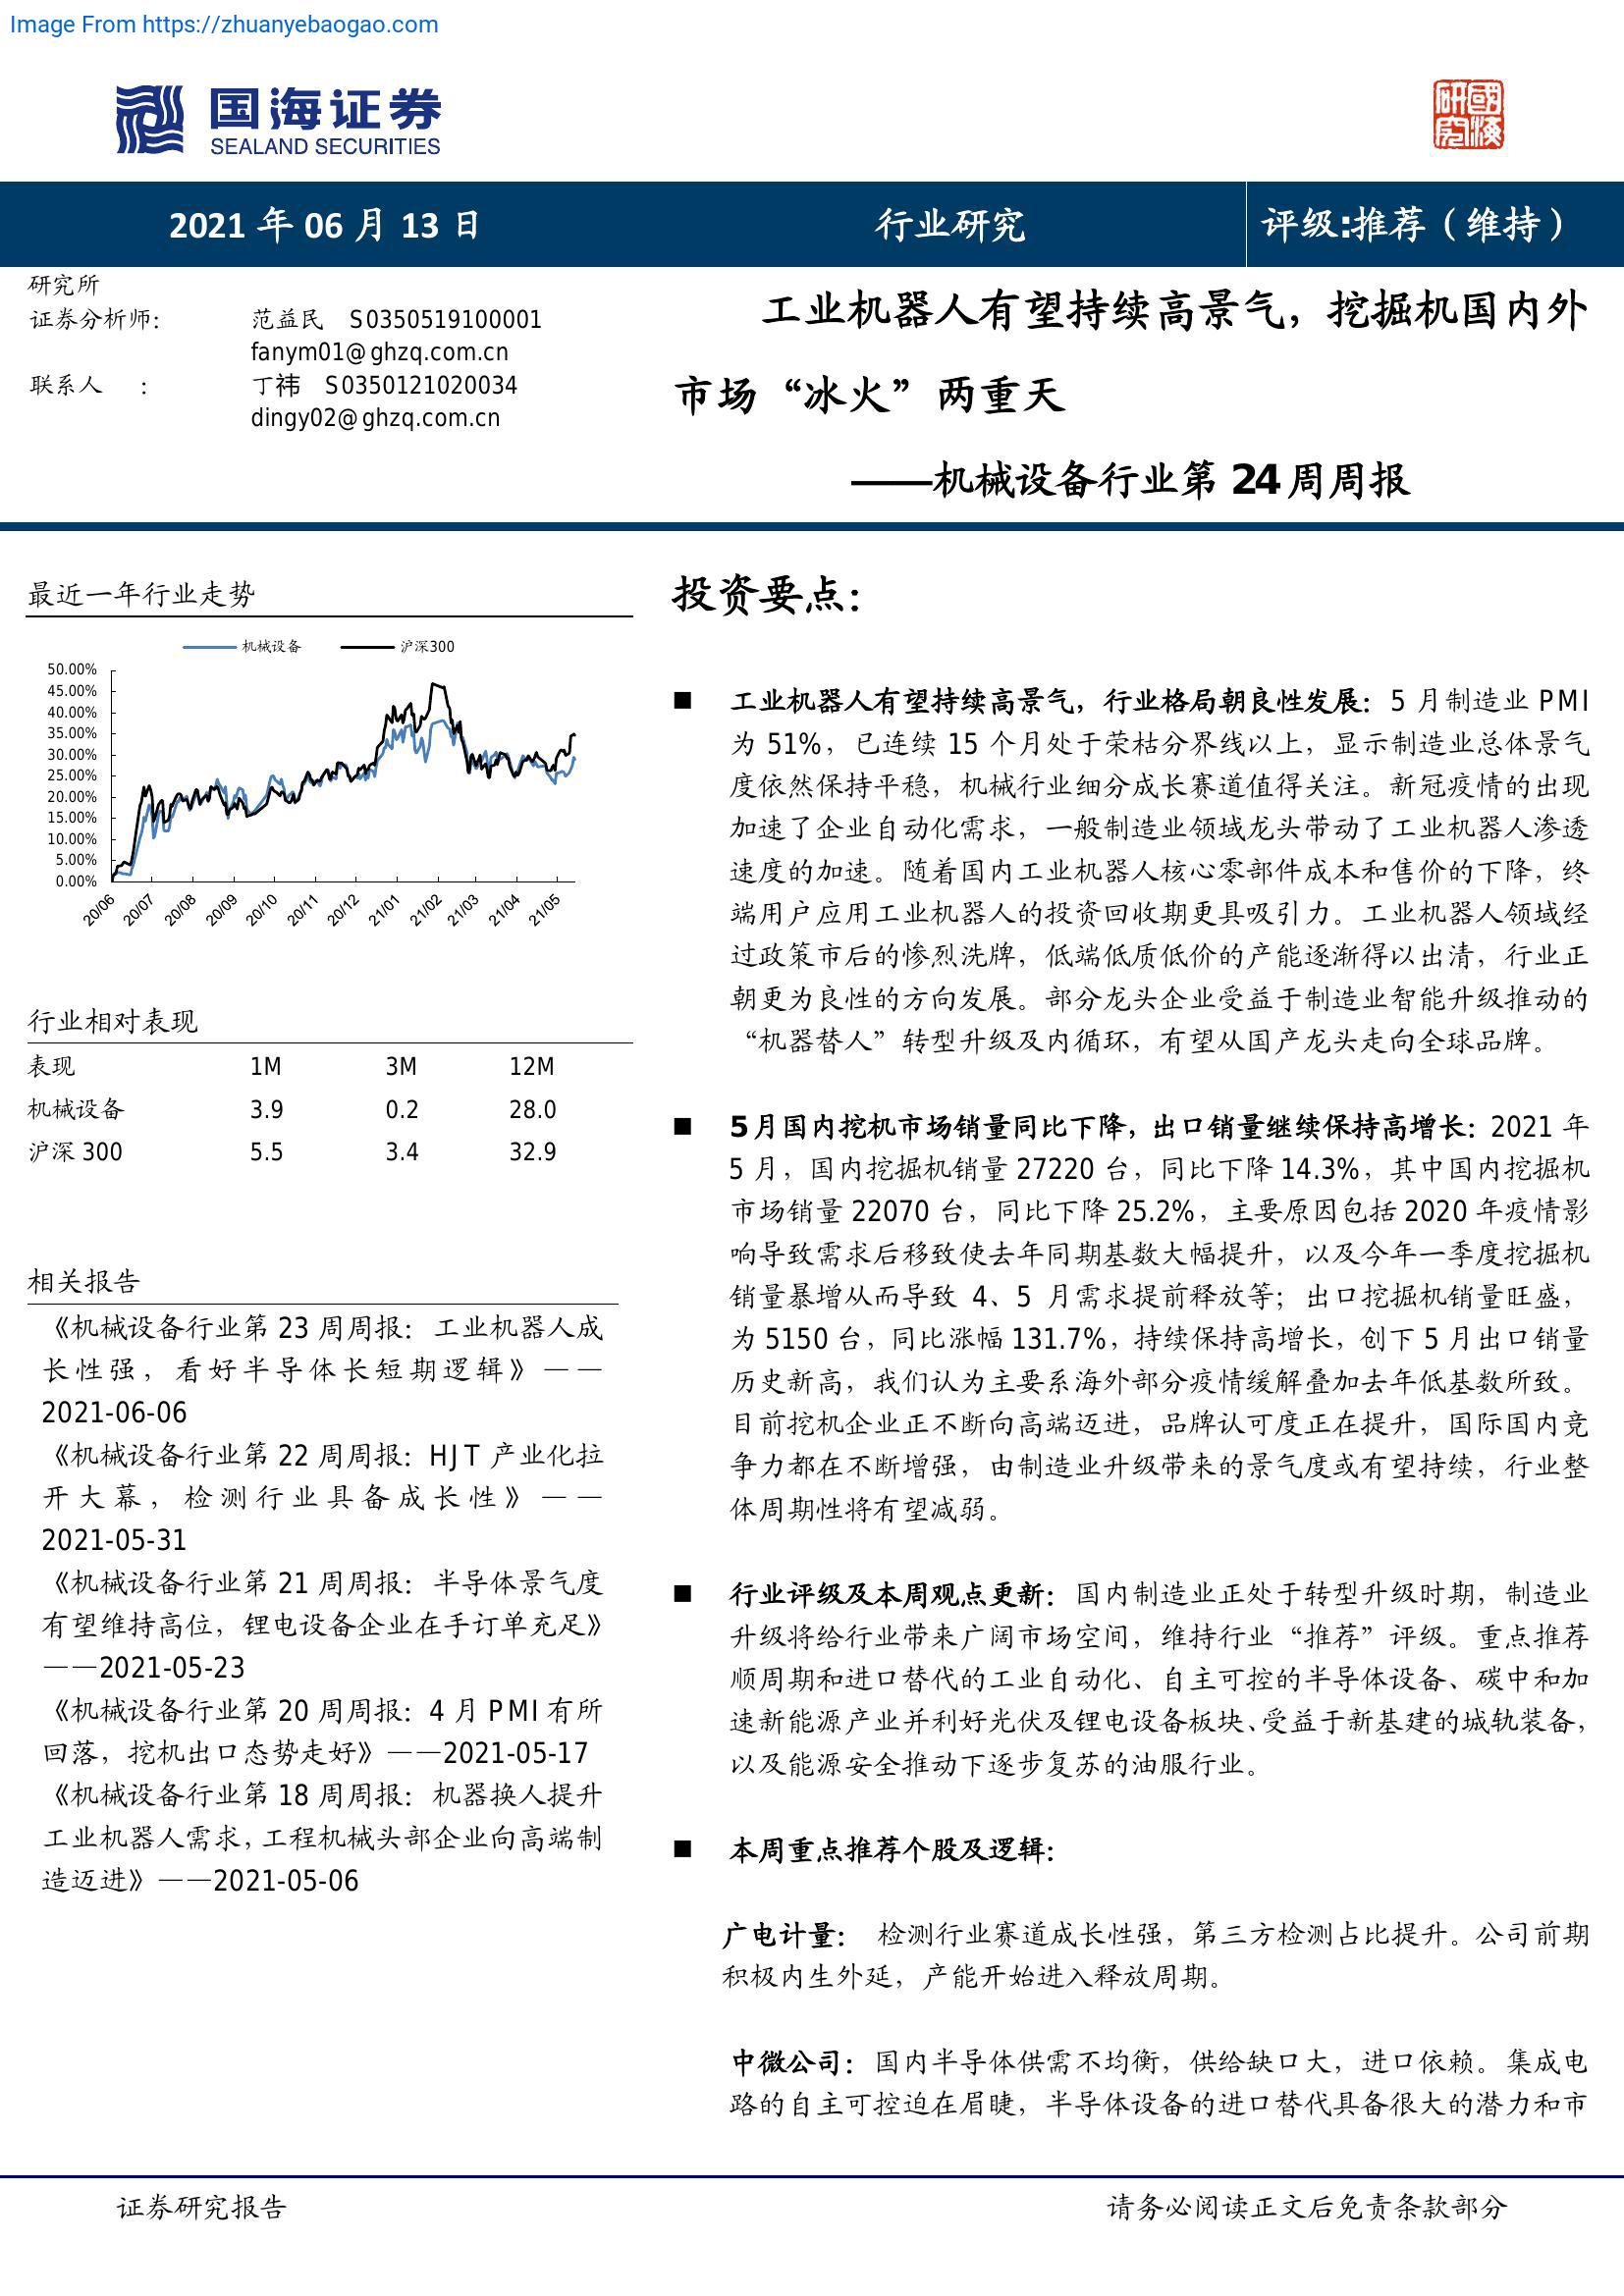 Image From https://zhuanyebaogao.com
国海证券
SEALAND SECURITIES
研究 國海
2021 年 06 月 13 日
行业研究
评级:推荐（维持）
研究所
证券分析师：
范益民 S0350519100001
fanym01@ghzq.com.cn
联系人 ：
丁祎 S0350121020034
dingy02@ghzq.com.cn
工业机器人有望持续高景气，挖掘机国内外
市场“冰火”两重天
——机械设备行业第 24 周周报
最近一年行业走势
机械设备 沪深300
50.00%
45.00%
40.00%
35.00%
30.00%
25.00%
20.00%
15.00%
10.00%
5.00%
0.00%
20/06 20/07 20/08 20/09 20/10 20/11 20/12 21/01 21/02 21/03 21/04 21/05
行业相对表现
表现 1M 3M 12M
机械设备 3.9 0.2 28.0
沪深 300 5.5 3.4 32.9
相关报告
《机械设备行业第 23 周周报：工业机器人成
长性强，看好半导体长短期逻辑》——
2021-06-06
《机械设备行业第 22 周周报：HJT 产业化拉
开大幕，检测行业具备成长性》——
2021-05-31
《机械设备行业第 21 周周报：半导体景气度
有望维持高位，锂电设备企业在手订单充足》
——2021-05-23
《机械设备行业第 20 周周报：4 月 PMI 有所
回落，挖机出口态势走好》——2021-05-17
《机械设备行业第 18 周周报：机器换人提升
工业机器人需求，工程机械头部企业向高端制
造迈进》——2021-05-06
投资要点：
■ 工业机器人有望持续高景气，行业格局朝良性发展：5 月制造业 PMI
为 51%，已连续 15 个月处于荣枯分界线以上，显示制造业总体景气
度依然保持平稳，机械行业细分成长赛道值得关注。新冠疫情的出现
加速了企业自动化需求，一般制造业领域龙头带动了工业机器人渗透
速度的加速。随着国内工业机器人核心零部件成本和售价的下降，终
端用户应用工业机器人的投资回收期更具吸引力。工业机器人领域经
过政策市后的惨烈洗牌，低端低质低价的产能逐渐得以出清，行业正
朝更为良性的方向发展。部分龙头企业受益于制造业智能升级推动的
“机器替人”转型升级及内循环，有望从国产龙头走向全球品牌。
■ 5 月国内挖机市场销量同比下降，出口销量继续保持高增长：2021 年
5 月，国内挖掘机销量 27220 台，同比下降 14.3%，其中国内挖掘机
市场销量 22070 台，同比下降 25.2%，主要原因包括 2020 年疫情影
响导致需求后移致使去年同期基数大幅提升，以及今年一季度挖掘机
销量暴增从而导致 4、5 月需求提前释放等；出口挖掘机销量旺盛，
为 5150 台，同比涨幅 131.7%，持续保持高增长，创下 5 月出口销量
历史新高，我们认为主要系海外部分疫情缓解叠加去年低基数所致。
目前挖机企业正不断向高端迈进，品牌认可度正在提升，国际国内竞
争力都在不断增强，由制造业升级带来的景气度或有望持续，行业整
体周期性将有望减弱。
■ 行业评级及本周观点更新：国内制造业正处于转型升级时期，制造业
升级将给行业带来广阔市场空间，维持行业“推荐”评级。重点推荐
顺周期和进口替代的工业自动化、自主可控的半导体设备、碳中和加
速新能源产业并利好光伏及锂电设备板块、受益于新基建的城轨装备，
以及能源安全推动下逐步复苏的油服行业。
■ 本周重点推荐个股及逻辑：
广电计量： 检测行业赛道成长性强，第三方检测占比提升。公司前期
积极内生外延，产能开始进入释放周期。
中微公司：国内半导体供需不均衡，供给缺口大，进口依赖。集成电
路的自主可控迫在眉睫，半导体设备的进口替代具备很大的潜力和市
证券研究报告
请务必阅读正文后免责条款部分